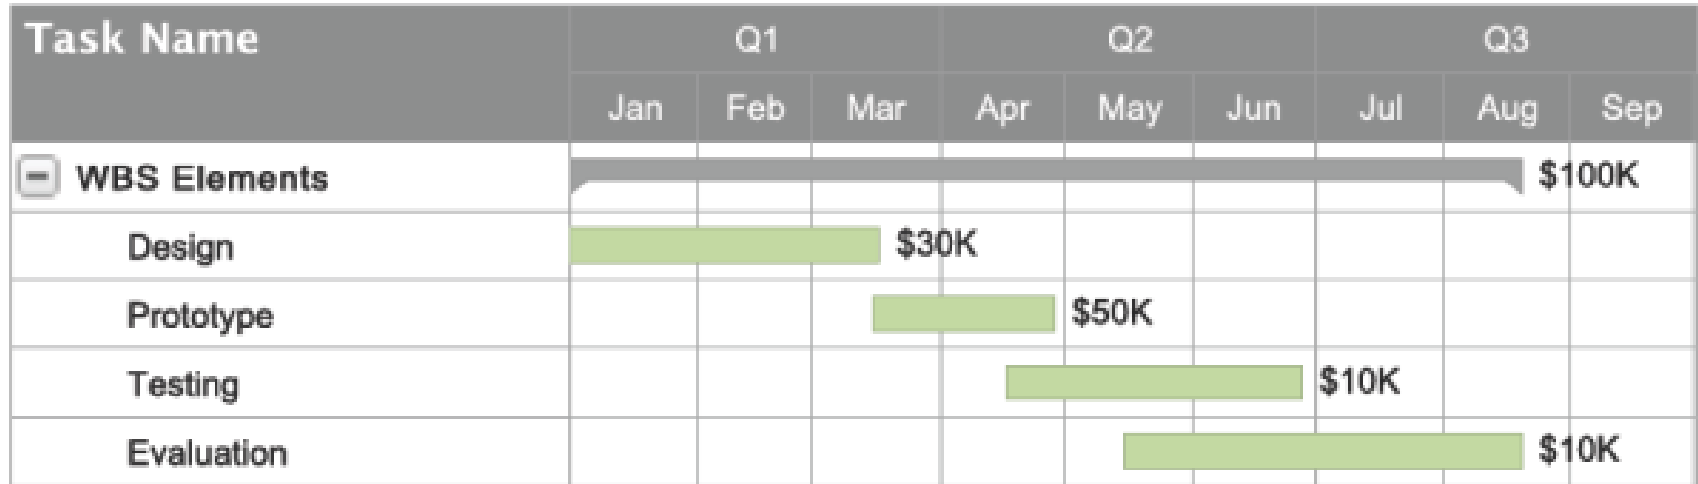 Task Name
Q1 Q2 Q3
Jan Feb Mar Apr May Jun Jul Aug Sep
WBS Elements $100K
Design $30K
Prototype $50K
Testing $10K
Evaluation $10K